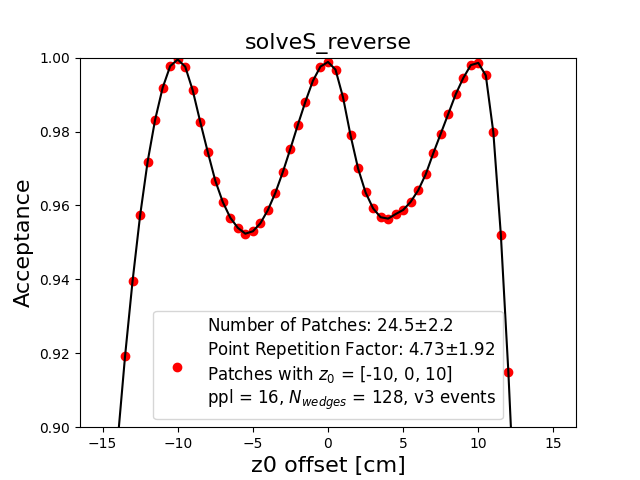 solveS_reverse
Acceptance
1.00
0.98
0.96
0.94
0.92
0.90
Number of Patches: 24.5±2.2
Point Repetition Factor: 4.73±1.92
Patches with z₀ = [-10, 0, 10]
ppl = 16, N_wedges = 128, v3 events
−15 −10 −5 0 5 10 15
z0 offset [cm]